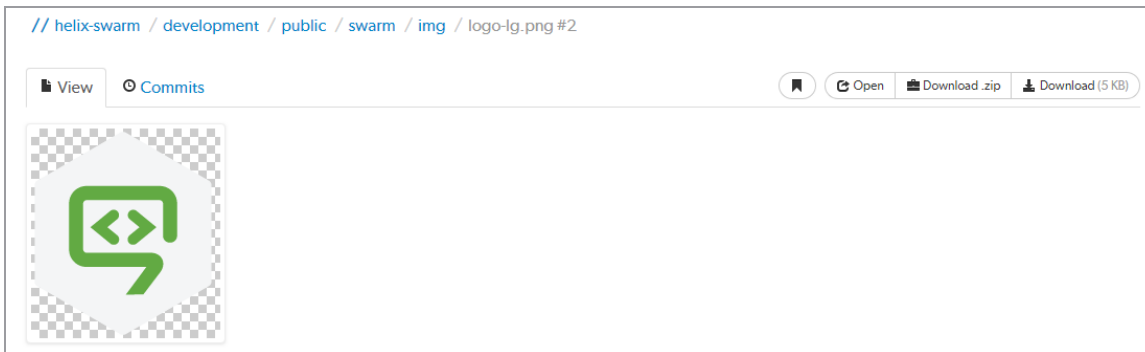 // helix-swarm / development / public / swarm / img / logo-lg.png #2
View Commits Open Download .zip Download (5 KB)